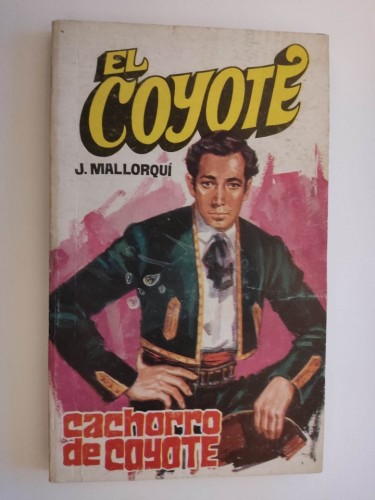 EL
COYOTE
J. MALLORQUÍ
cachorro
de COYOTE